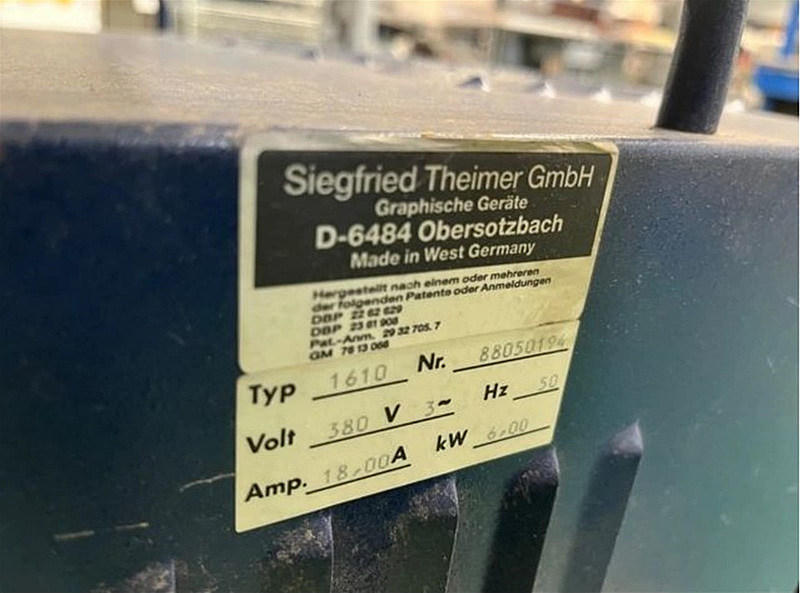 Siegfried Theimer GmbH
Graphische Geräte
D-6484 Obersotzbach
Made in West Germany
Hergestellt nach einem oder mehreren
der folgenden Patente oder Anmeldungen
DBP 22 62 629
DBP 23 61 908
Pat.-Anm. 29 32 705.7
GM 76 13 066
Typ 1610 Nr. 88050194
Volt 380 V 3~ Hz 50
Amp. 18,00 A kW 6,00